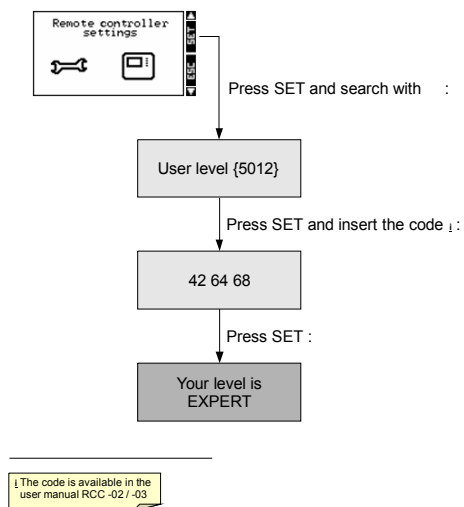 Remote controller
settings
SET
ESC
Press SET and search with :
User level {5012}
Press SET and insert the code i :
42 64 68
Press SET :
Your level is
EXPERT
i The code is available in the
user manual RCC -02 / -03